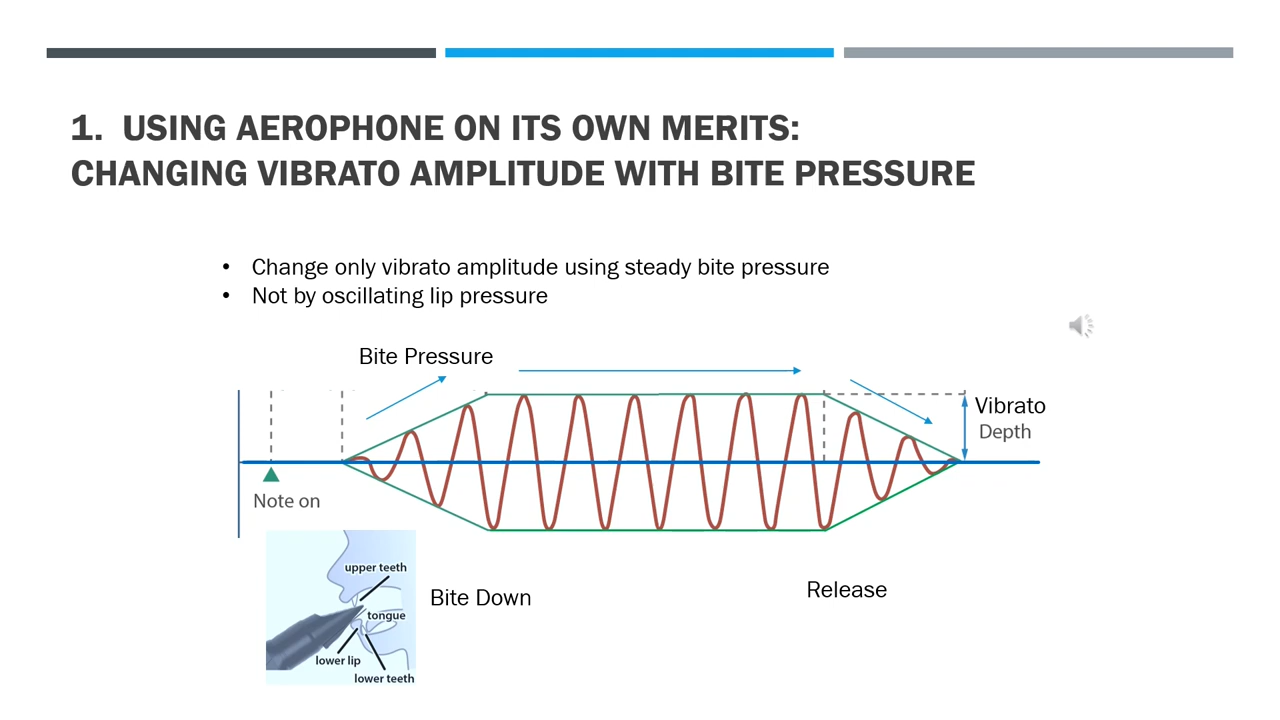 1. USING AEROPHONE ON ITS OWN MERITS:
CHANGING VIBRATO AMPLITUDE WITH BITE PRESSURE
• Change only vibrato amplitude using steady bite pressure
• Not by oscillating lip pressure
Bite Pressure
Vibrato
Depth
Note on
upper teeth
tongue
lower lip
lower teeth
Bite Down
Release